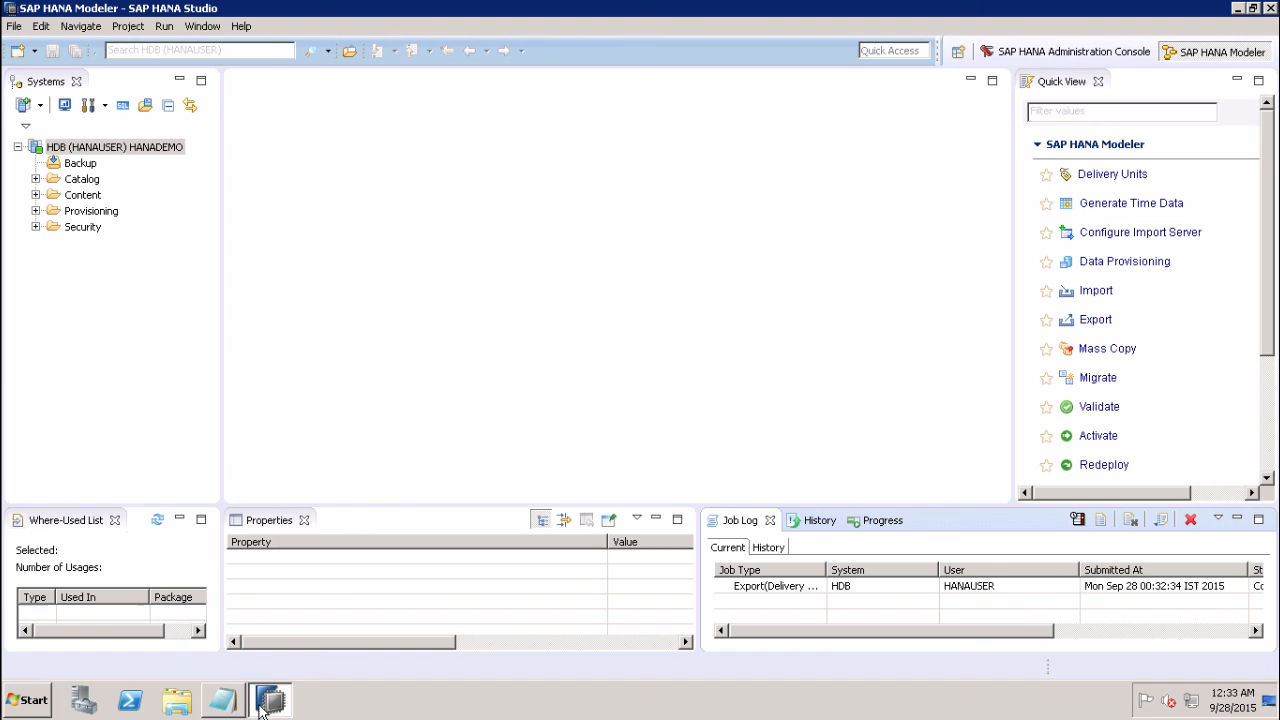 SAP HANA Modeler - SAP HANA Studio
File Edit Navigate Project Run Window Help
Search HDB (HANAUSER)
Quick Access
SAP HANA Administration Console
SAP HANA Modeler
Systems
HDB (HANAUSER) HANADEMO
Backup
Catalog
Content
Provisioning
Security
Quick View
Filter values
SAP HANA Modeler
Delivery Units
Generate Time Data
Configure Import Server
Data Provisioning
Import
Export
Mass Copy
Migrate
Validate
Activate
Redeploy
Where-Used List
Selected:
Number of Usages:
Type Used In Package
Properties
Property Value
Job Log History Progress
Current History
Job Type System User Submitted At St
Export(Delivery ... HDB HANAUSER Mon Sep 28 00:32:34 IST 2015 Co
Start
12:33 AM
9/28/2015